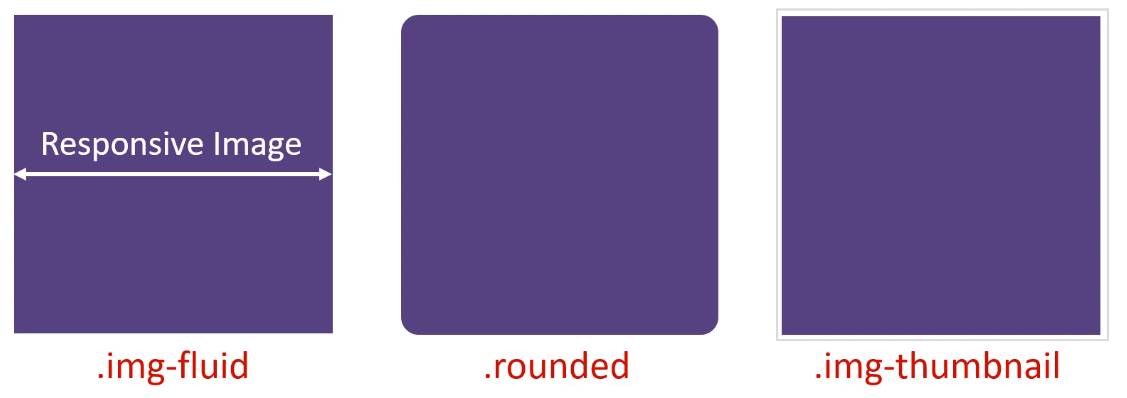 Responsive Image
.img-fluid
.rounded
.img-thumbnail